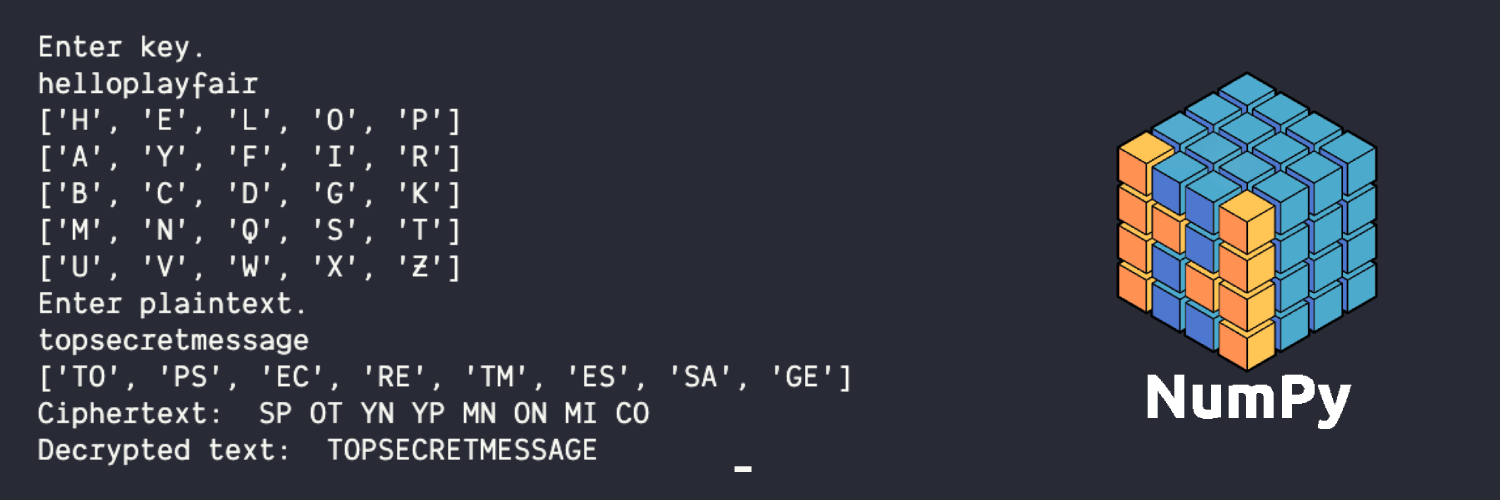 Enter key.
helloplayfair
['H', 'E', 'L', 'O', 'P']
['A', 'Y', 'F', 'I', 'R']
['B', 'C', 'D', 'G', 'K']
['M', 'N', 'Q', 'S', 'T']
['U', 'V', 'W', 'X', 'Z']
Enter plaintext.
topsecretmessage
['TO', 'PS', 'EC', 'RE', 'TM', 'ES', 'SA', 'GE']
Ciphertext:  SP OT YN YP MN ON MI CO
Decrypted text:  TOPSECRETMESSAGE
NumPy